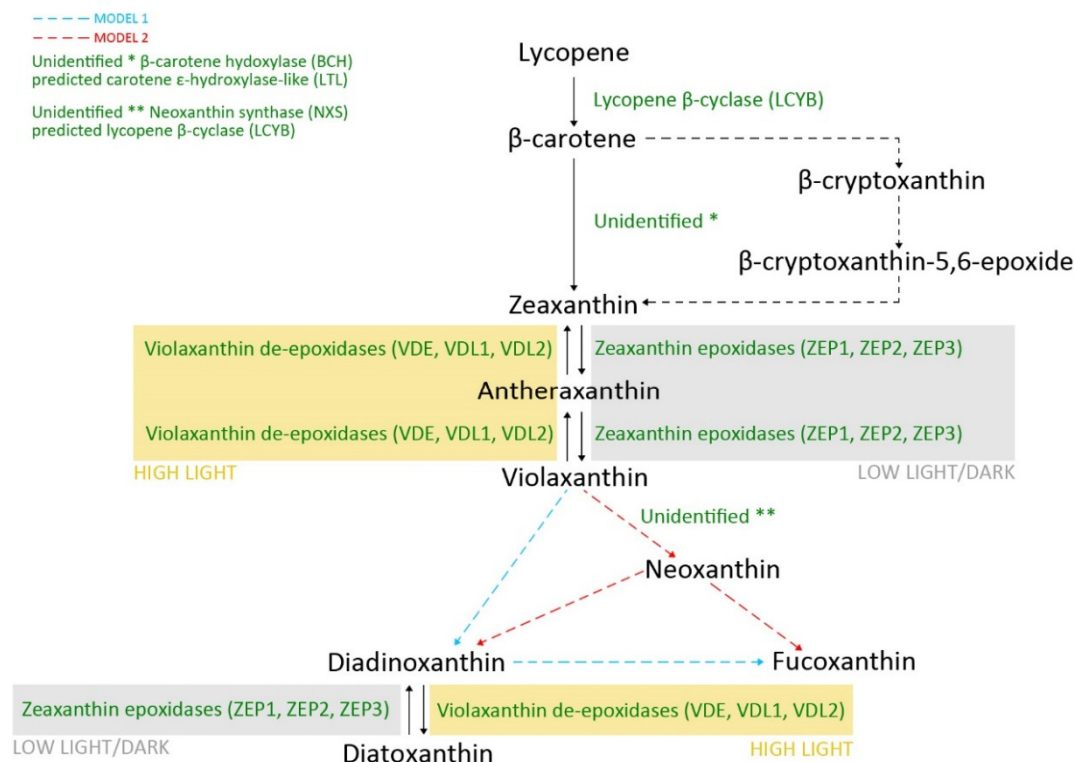 MODEL 1
MODEL 2
Unidentified * β-carotene hydoxylase (BCH)
predicted carotene ε-hydroxylase-like (LTL)
Unidentified ** Neoxanthin synthase (NXS)
predicted lycopene β-cyclase (LCYB)
Lycopene
Lycopene β-cyclase (LCYB)
β-carotene
β-cryptoxanthin
Unidentified *
β-cryptoxanthin-5,6-epoxide
Zeaxanthin
Violaxanthin de-epoxidases (VDE, VDL1, VDL2)
Zeaxanthin epoxidases (ZEP1, ZEP2, ZEP3)
Antheraxanthin
Violaxanthin de-epoxidases (VDE, VDL1, VDL2)
Zeaxanthin epoxidases (ZEP1, ZEP2, ZEP3)
HIGH LIGHT
LOW LIGHT/DARK
Violaxanthin
Unidentified **
Neoxanthin
Diadinoxanthin
Fucoxanthin
Zeaxanthin epoxidases (ZEP1, ZEP2, ZEP3)
Violaxanthin de-epoxidases (VDE, VDL1, VDL2)
LOW LIGHT/DARK
Diatoxanthin
HIGH LIGHT